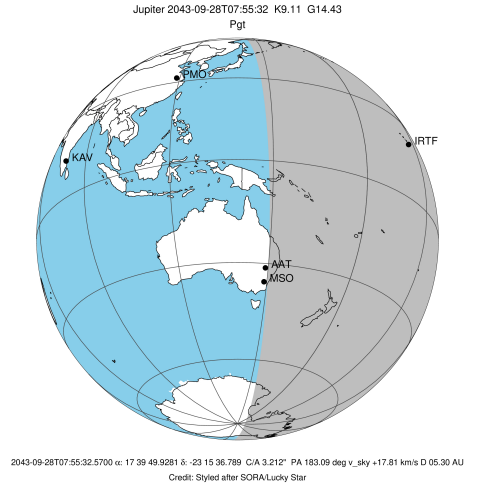 Jupiter 2043-09-28T07:55:32  K9.11  G14.43
Pgt
PMO
IRTF
KAV
AAT
MSO
2043-09-28T07:55:32.5700 α: 17 39 49.9281 δ: -23 15 36.789  C/A 3.212"  PA 183.09 deg v_sky +17.81 km/s D 05.30 AU
Credit: Styled after SORA/Lucky Star